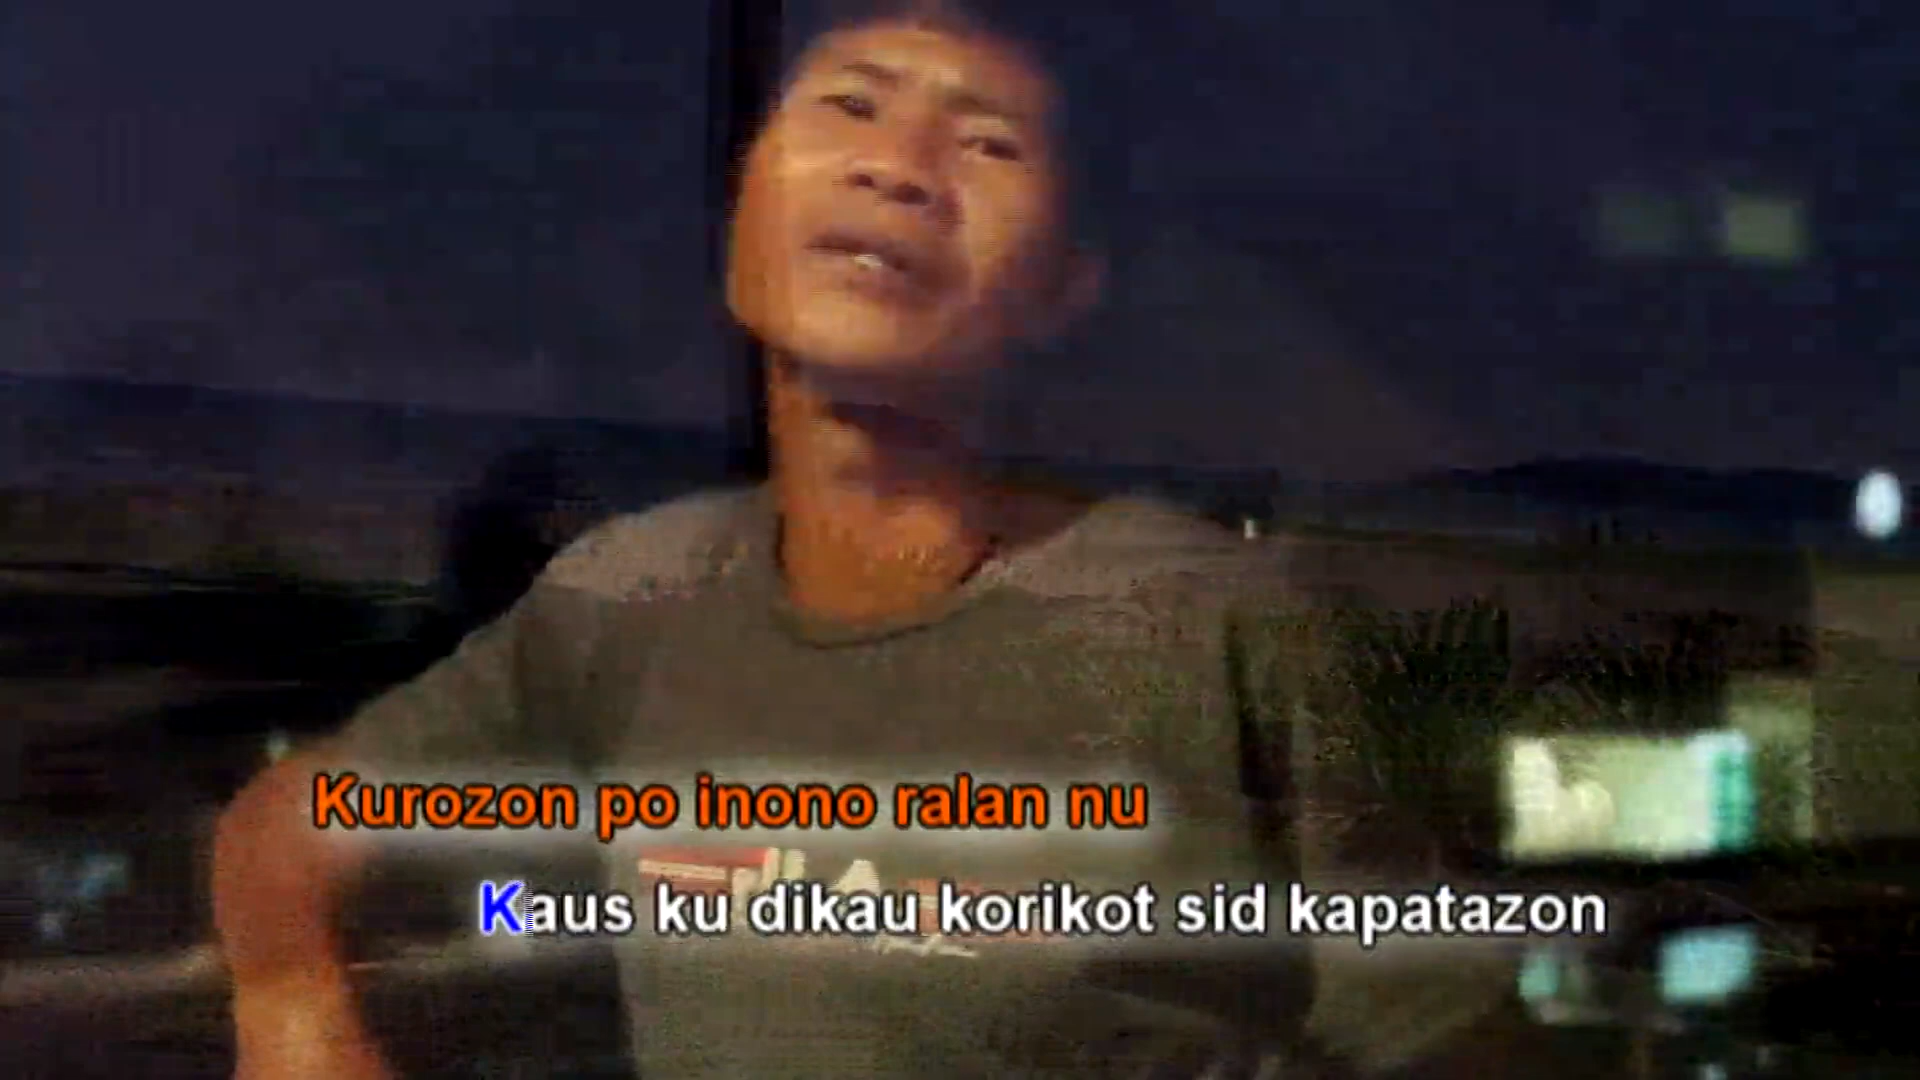 Kurozon po inono ralan nu
Kaus ku dikau korikot sid kapatazon